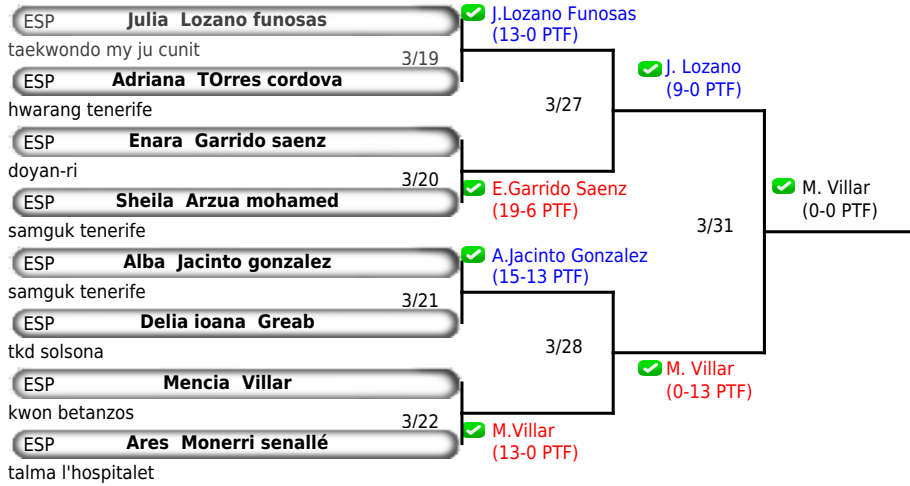 ESP Julia Lozano funosas
taekwondo my ju cunit
3/19
ESP Adriana TOrres cordova
hwarang tenerife
ESP Enara Garrido saenz
doyan-ri
3/20
ESP Sheila Arzua mohamed
samguk tenerife
ESP Alba Jacinto gonzalez
samguk tenerife
3/21
ESP Delia ioana Greab
tkd solsona
ESP Mencia Villar
kwon betanzos
3/22
ESP Ares Monerri senallé
talma l'hospitalet
J.Lozano Funosas
(13-0 PTF)
3/27
E.Garrido Saenz
(19-6 PTF)
A.Jacinto Gonzalez
(15-13 PTF)
3/28
M.Villar
(13-0 PTF)
J. Lozano
(9-0 PTF)
3/31
M. Villar
(0-13 PTF)
M. Villar
(0-0 PTF)